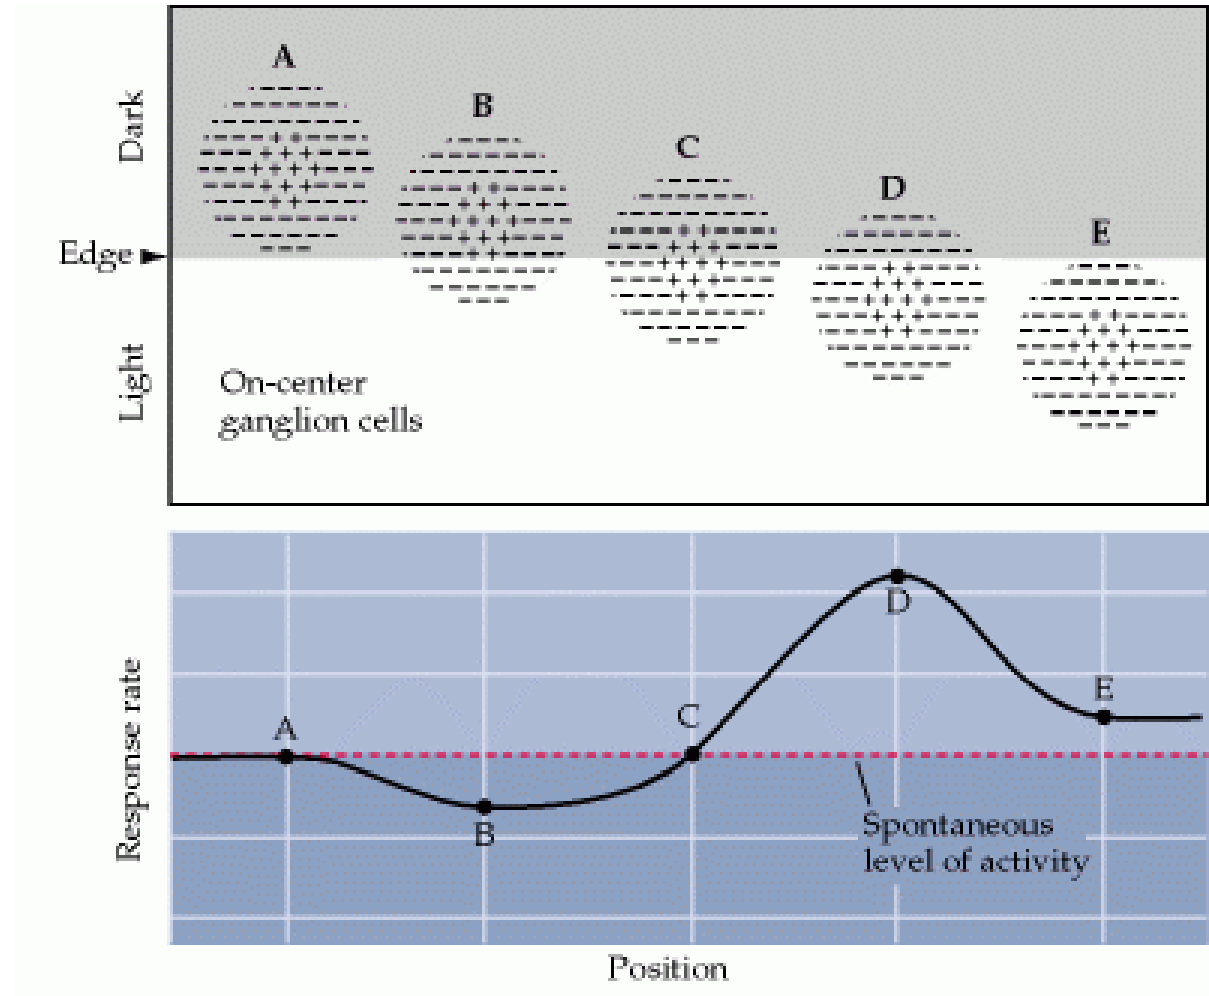 A
B
C
D
E
Dark
Edge
Light
On-center
ganglion cells
A
B
C
D
E
Spontaneous
level of activity
Response rate
Position